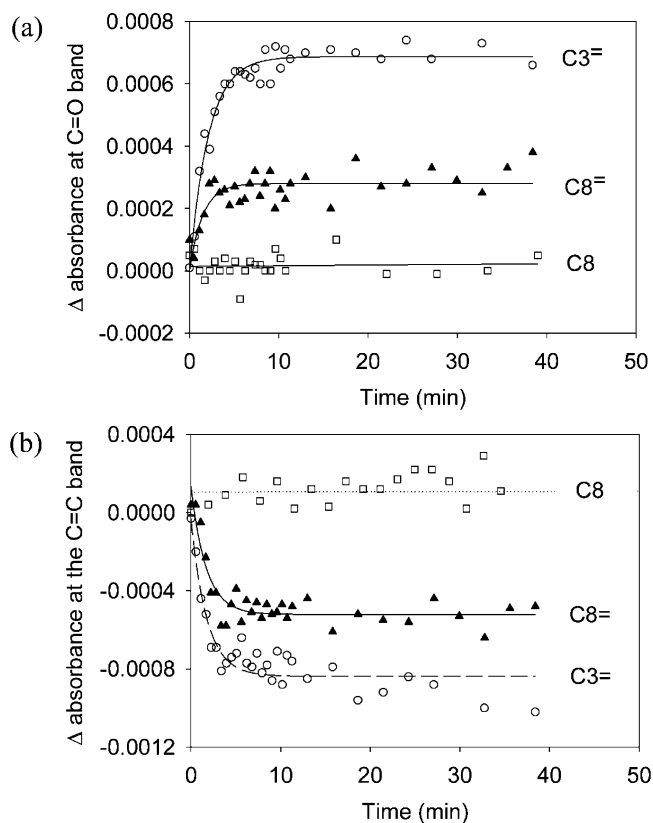 (a)
Δ absorbance at C=O band
0.0008
0.0006
0.0004
0.0002
0.0000
-0.0002
C3=
C8=
C8
0 10 20 30 40 50
Time (min)
(b)
Δ absorbance at the C=C band
0.0004
0.0000
-0.0004
-0.0008
-0.0012
C8
C8=
C3=
0 10 20 30 40 50
Time (min)